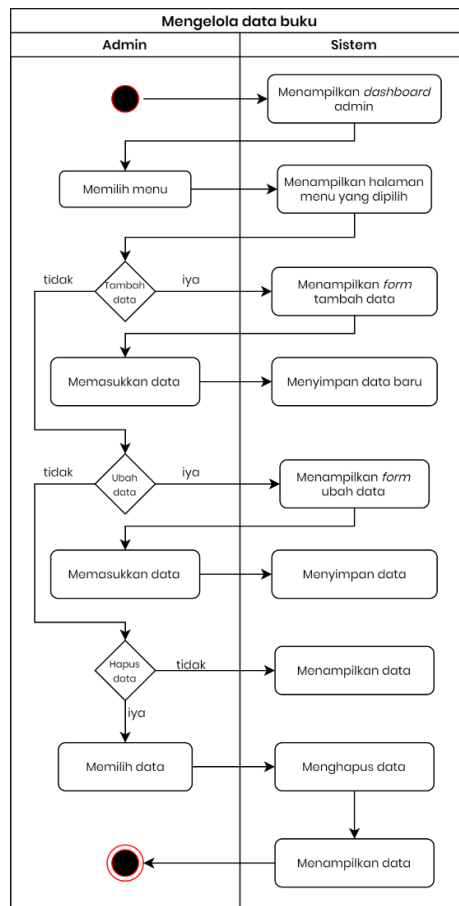 Mengelola data buku
Admin
Sistem
Menampilkan dashboard
admin
Memilih menu
Menampilkan halaman
menu yang dipilih
tidak
Tambah
data
iya
Menampilkan form
tambah data
Memasukkan data
Menyimpan data baru
tidak
Ubah
data
iya
Menampilkan form
ubah data
Memasukkan data
Menyimpan data
Hapus
data
tidak
Menampilkan data
iya
Memilih data
Menghapus data
Menampilkan data